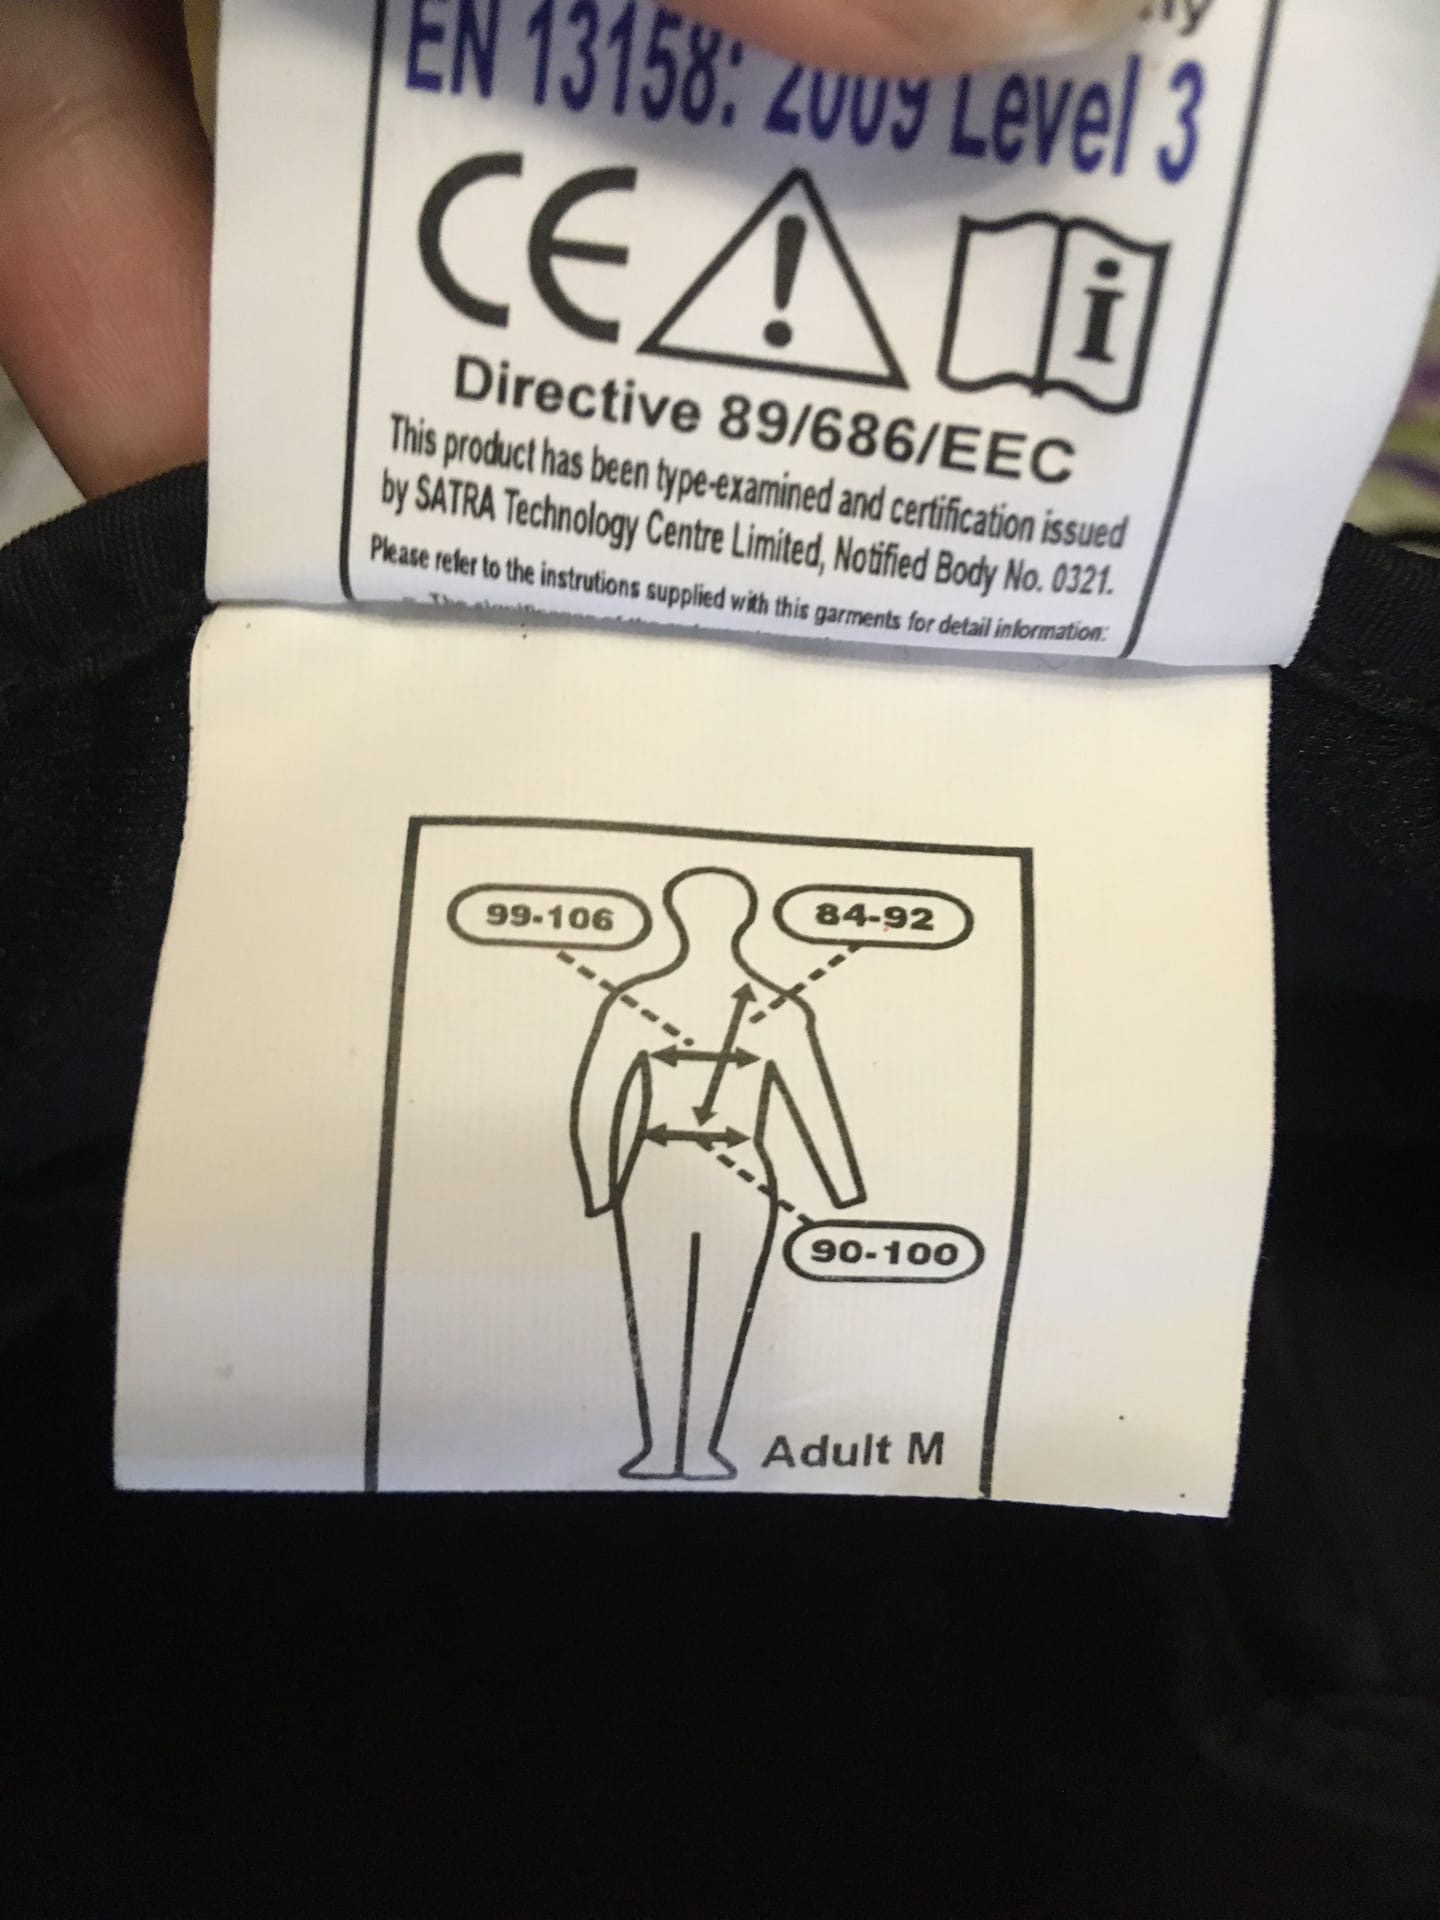 EN 13158: 2009 Level 3
CE
i
Directive 89/686/EEC
This product has been type-examined and certification issued
by SATRA Technology Centre Limited, Notified Body No. 0321.
Please refer to the instrutions supplied with this garments for detail information:
99-106
84-92
90-100
Adult M